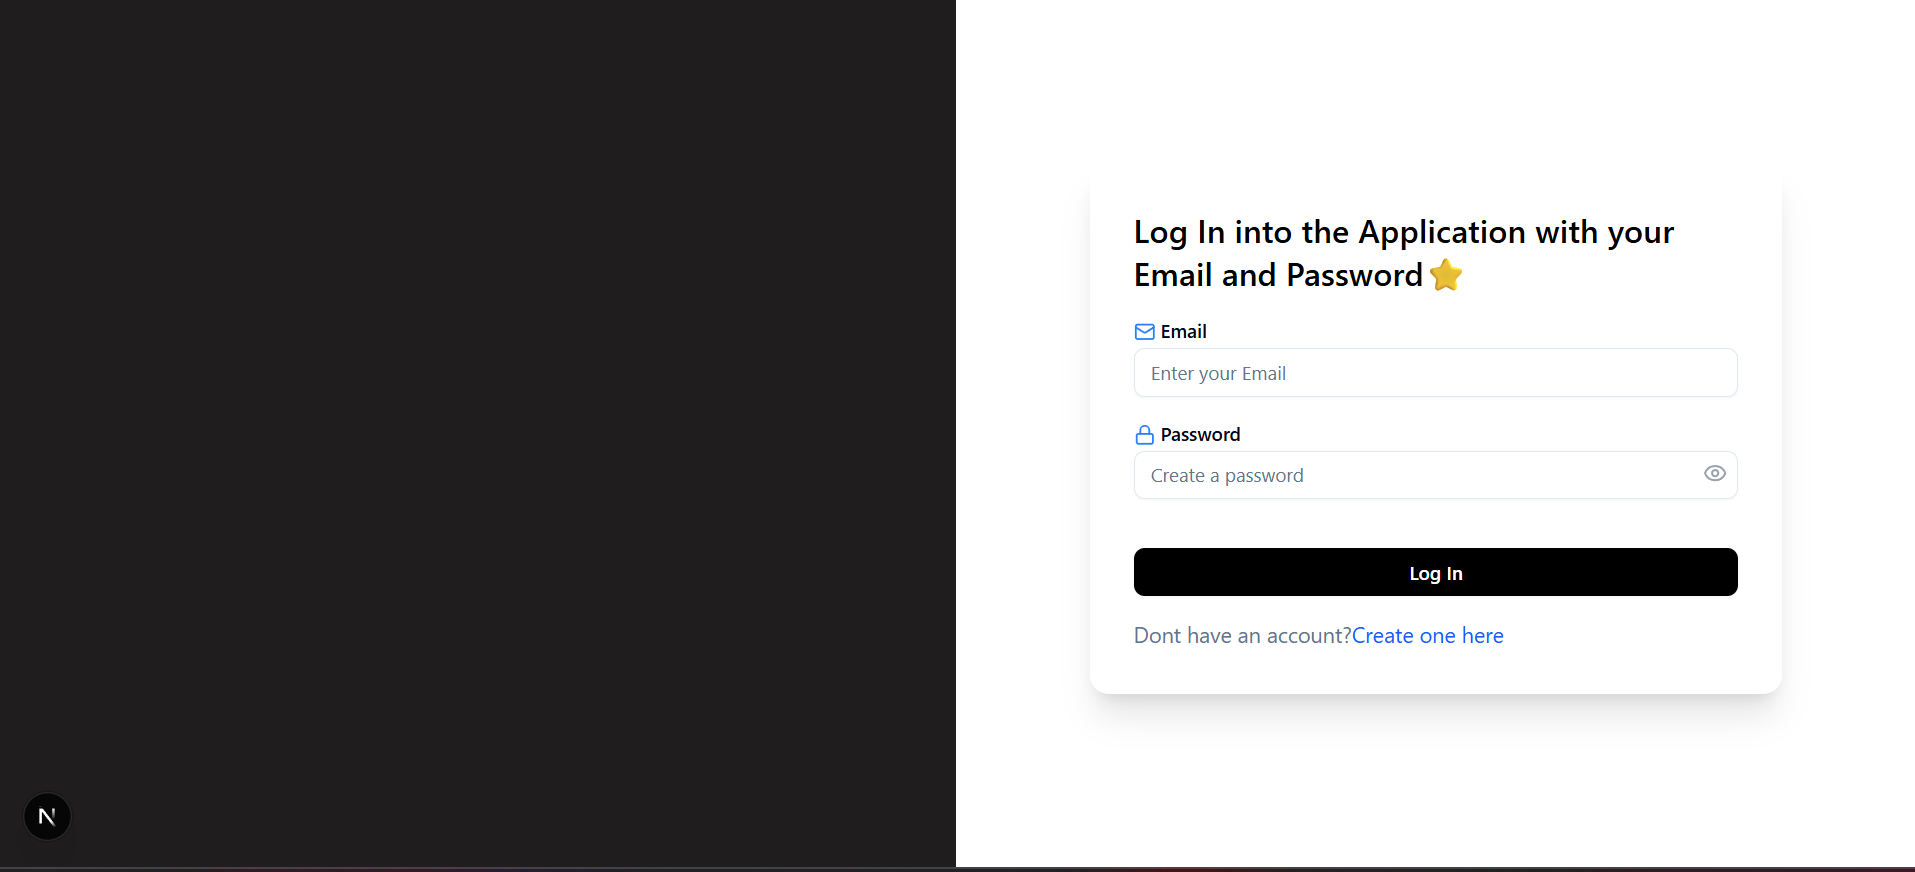 Log In into the Application with your
Email and Password⭐
Email
Enter your Email
Password
Create a password
Log In
Dont have an account?Create one here
N